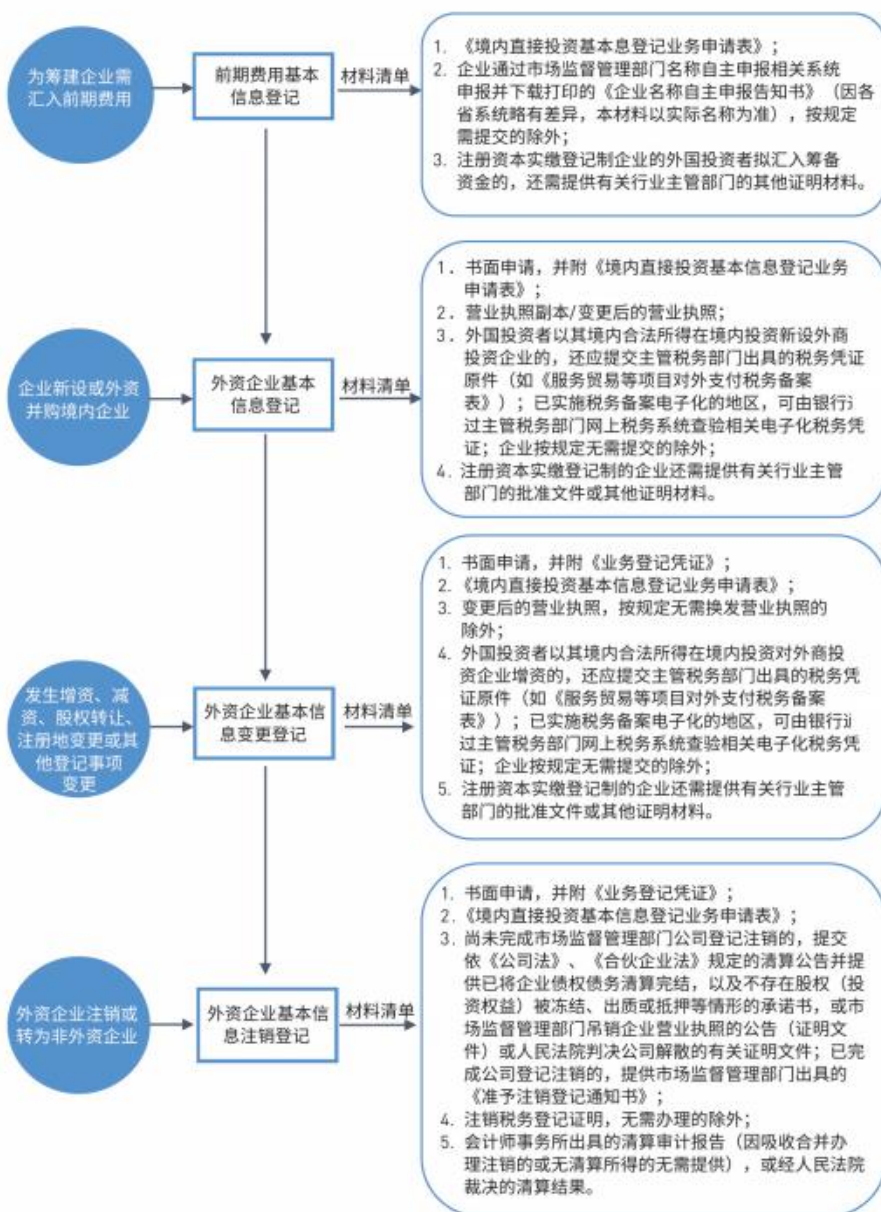 为筹建企业需
汇入前期费用
前期费用基本
信息登记
材料清单
1. 《境内直接投资基本息登记业务申请表》；
2. 企业通过市场监督管理部门名称自主申报相关系统
申报并下载打印的《企业名称自主申报告知书》（因各
省系统略有差异，本材料以实际名称为准），按规定
需提交的除外；
3. 注册资本实缴登记制企业的外国投资者拟汇入筹备
资金的，还需提供有关行业主管部门的其他证明材料。
企业新设或外资
并购境内企业
外资企业基本
信息登记
材料清单
1. 书面申请，并附《境内直接投资基本信息登记业务
申请表》；
2. 营业执照副本/变更后的营业执照；
3. 外国投资者以其境内合法所得在境内投资新设外商
投资企业的，还应提交主管税务部门出具的税务凭证
原件（如《服务贸易等项目对外支付税务备案
表》）；已实施税务备案电子化的地区，可由银行
过主管税务部门网上税务系统查验相关电子化税务凭
证；企业按规定无需提交的除外；
4. 注册资本实缴登记制的企业还需提供有关行业主管
部门的批准文件或其他证明材料。
发生增资、减
资、股权转让、
注册地变更或其
他登记事项
变更
外资企业基本信
息变更登记
材料清单
1. 书面申请，并附《业务登记凭证》；
2. 《境内直接投资基本信息登记业务申请表》；
3. 变更后的营业执照，按规定无需换发营业执照的
除外；
4. 外国投资者以其境内合法所得在境内投资对外商投
资企业增资的，还应提交主管税务部门出具的税务凭
证原件（如《服务贸易等项目对外支付税务备案
表》）；已实施税务备案电子化的地区，可由银行
过主管税务部门网上税务系统查验相关电子化税务凭
证；企业按规定无需提交的除外；
5. 注册资本实缴登记制的企业还需提供有关行业主管
部门的批准文件或其他证明材料。
外资企业注销或
转为非外资企业
外资企业基本信
息注销登记
材料清单
1. 书面申请，并附《业务登记凭证》；
2. 《境内直接投资基本信息登记业务申请表》；
3. 尚未完成市场监督管理部门公司登记注销的，提交
依《公司法》、《合伙企业法》规定的清算公告并提
供已将企业债权债务清算完结，以及不存在股权（投
资权益）被冻结、出质或抵押等情形的承诺书，或市
场监督管理部门吊销企业营业执照的公告（证明文
件）或人民法院判决公司解散的有关证明文件；已完
成公司登记注销的，提供市场监督管理部门出具的
《准予注销登记通知书》；
4. 注销税务登记证明，无需办理的除外；
5. 会计师事务所出具的清算审计报告（因吸收合并办
理注销的或无清算所得的无需提供），或经人民法院
裁决的清算结果。